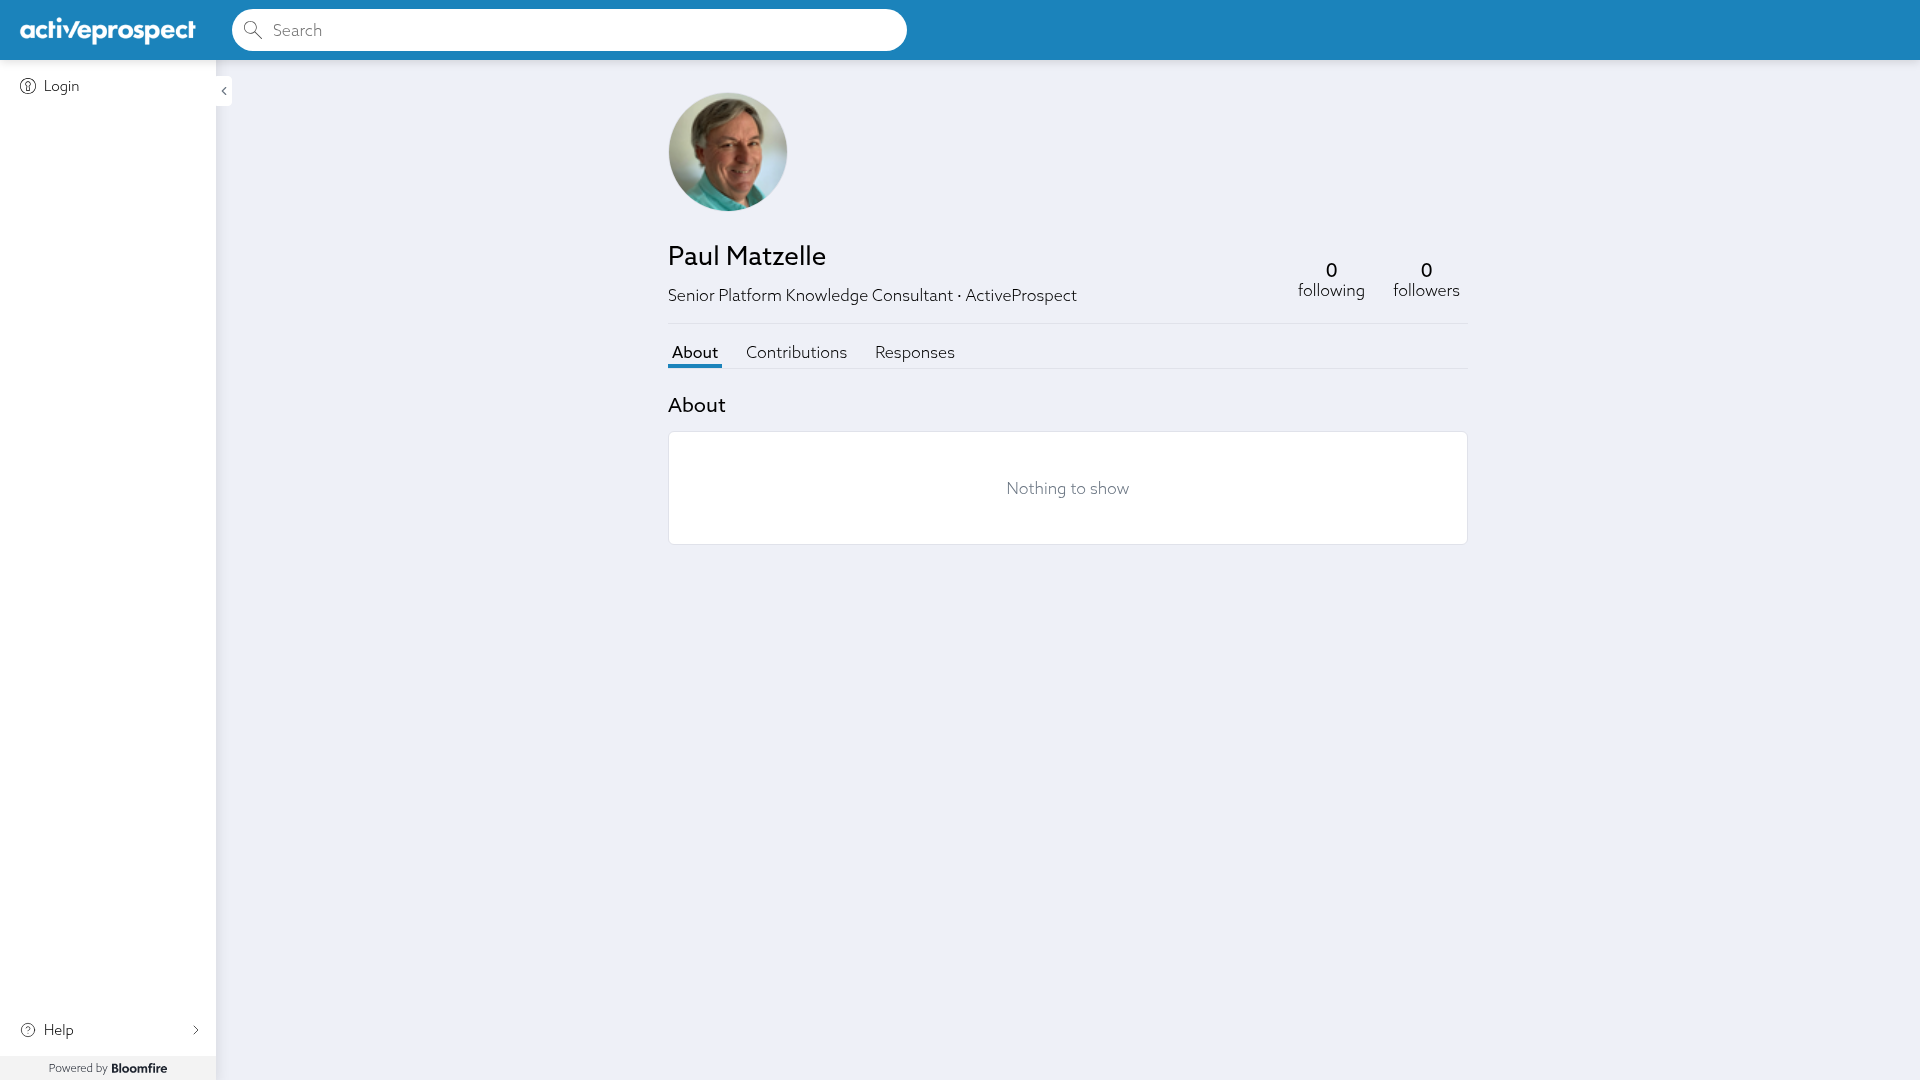 activeprospect
Search
Login
Paul Matzelle
Senior Platform Knowledge Consultant · ActiveProspect
0
following
0
followers
About
Contributions
Responses
About
Nothing to show
Help
Powered by Bloomfire